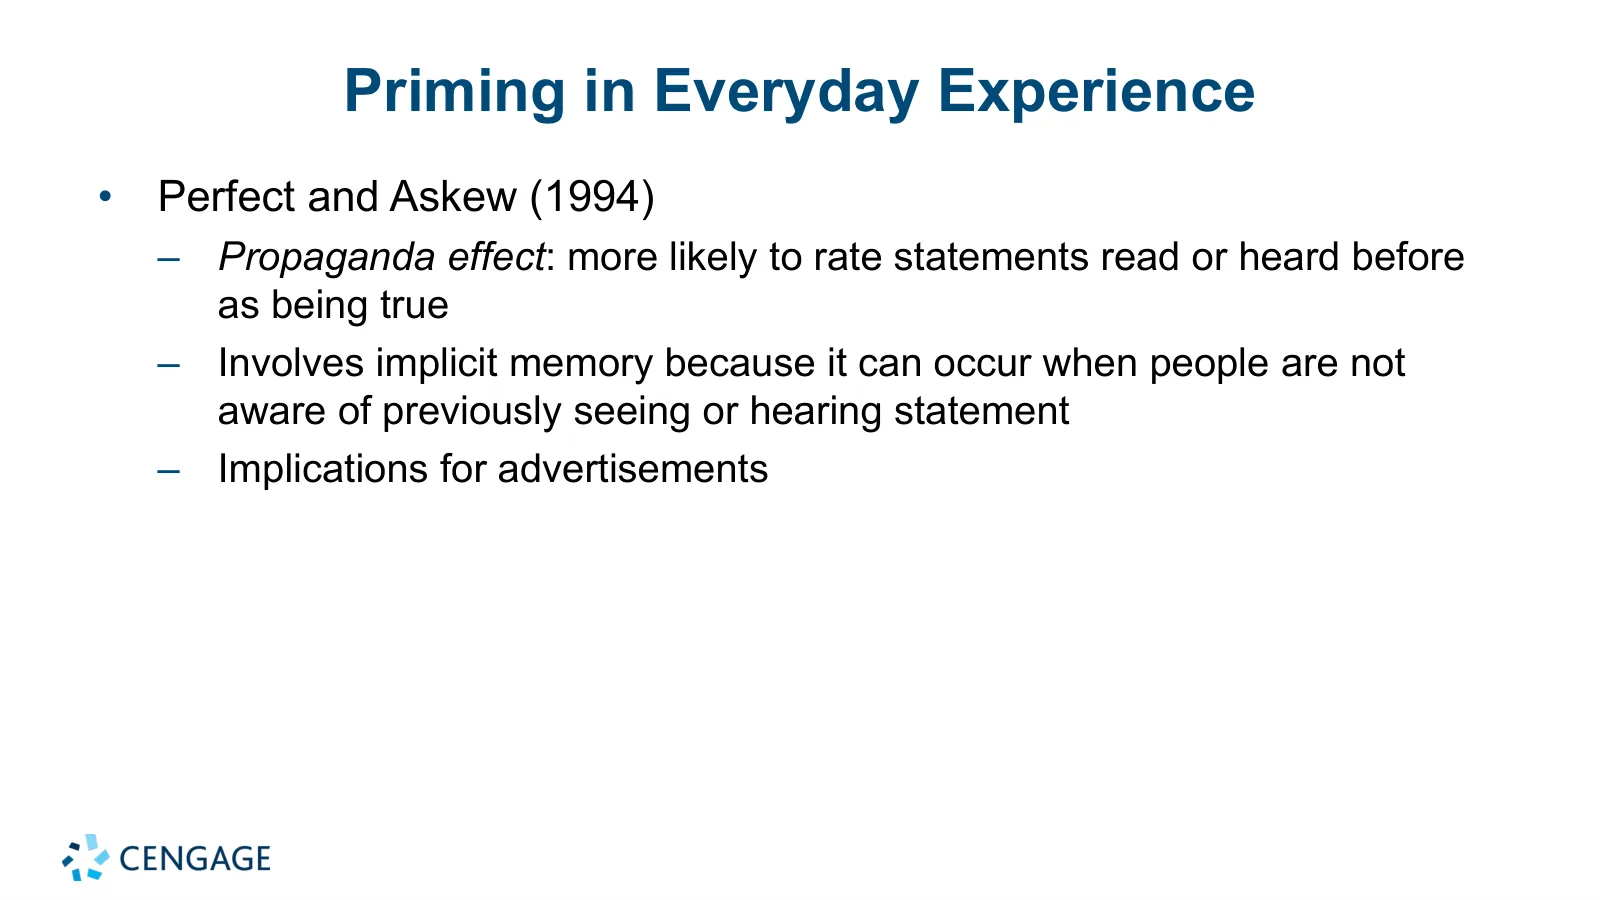 Priming in Everyday Experience
• Perfect and Askew (1994)
– Propaganda effect: more likely to rate statements read or heard before
as being true
– Involves implicit memory because it can occur when people are not
aware of previously seeing or hearing statement
– Implications for advertisements
CENGAGE